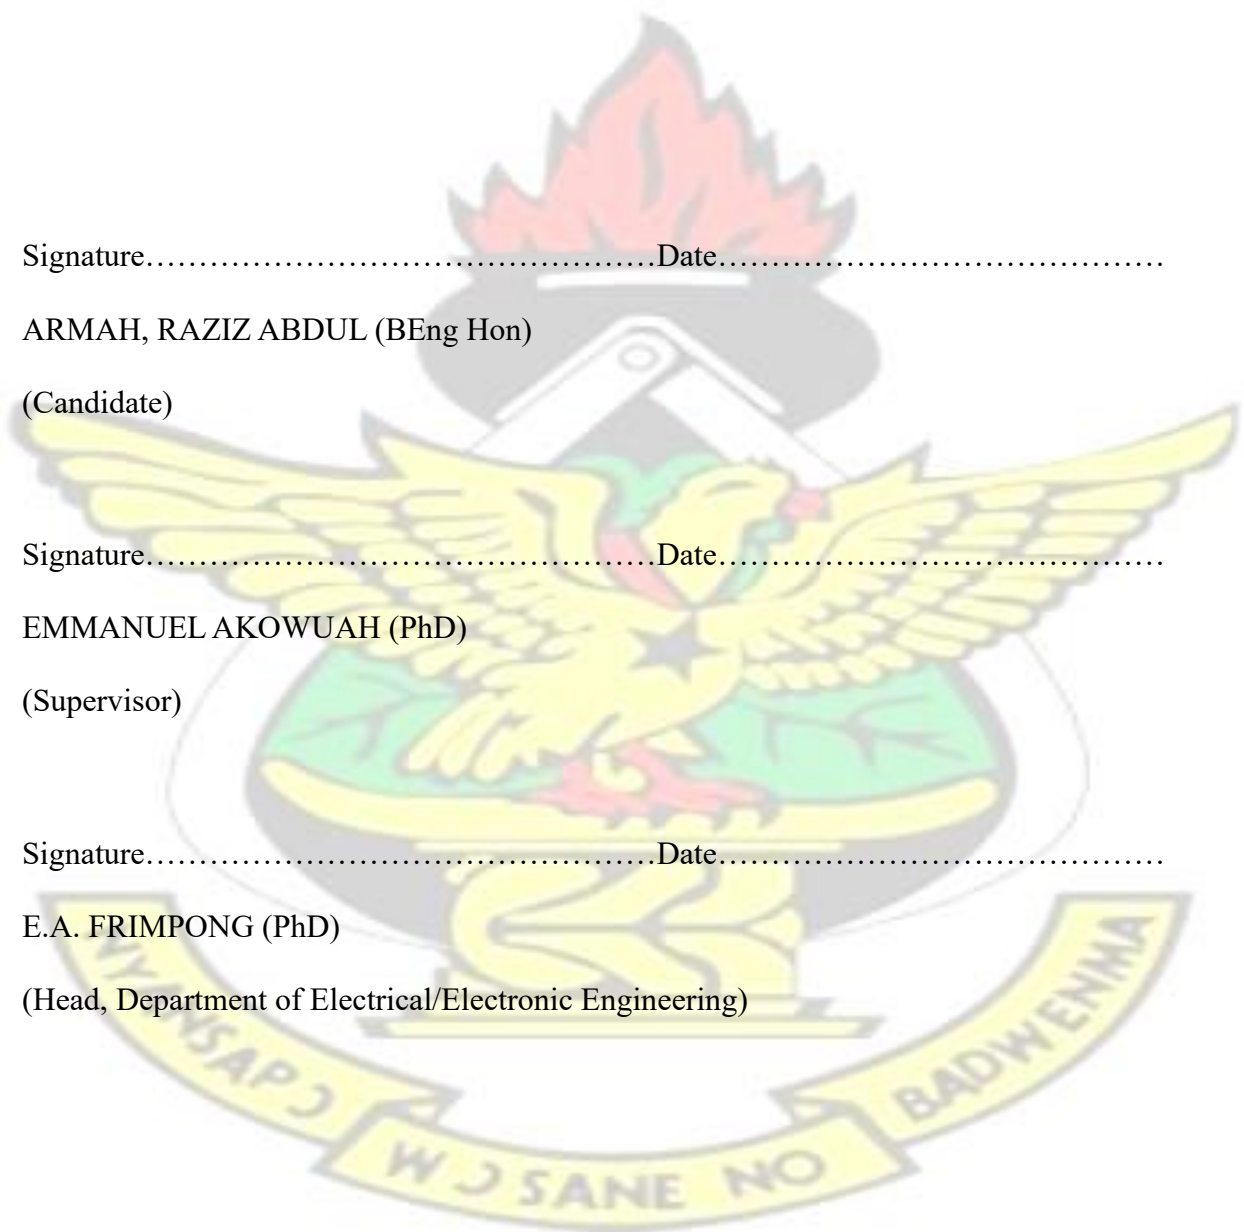 Signature…………………………………………Date……………………………………
ARMAH, RAZIZ ABDUL (BEng Hon)
(Candidate)
Signature…………………………………………Date……………………………………
EMMANUEL AKOWUAH (PhD)
(Supervisor)
Signature…………………………………………Date……………………………………
E.A. FRIMPONG (PhD)
(Head, Department of Electrical/Electronic Engineering)
NYANSAPƆ
WƆSANE NO
BADWENMA